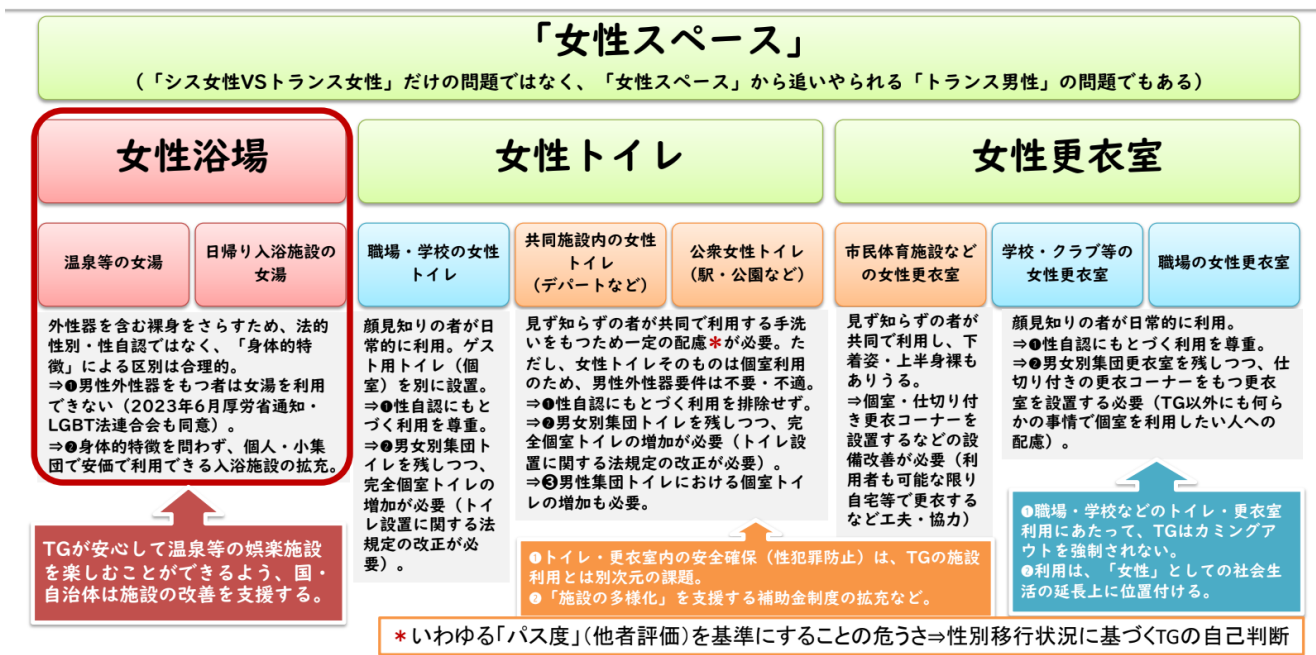 「女性スペース」
（「シス女性VSトランス女性」だけの問題ではなく、「女性スペース」から追いやられる「トランス男性」の問題でもある）
女性浴場
女性トイレ
女性更衣室
温泉等の女湯
日帰り入浴施設の
女湯
職場・学校の女性
トイレ
共同施設内の女性
トイレ
（デパートなど）
公衆女性トイレ
（駅・公園など）
市民体育施設など
の女性更衣室
学校・クラブ等の
女性更衣室
職場の女性更衣室
外性器を含む裸身をさらすため、法的
性別・性自認ではなく、「身体的特
徴」による区別は合理的。
⇒❶男性外性器をもつ者は女湯を利用
できない（2023年6月厚労省通知・
LGBT法連合会も同意）。
⇒❷身体的特徴を問わず、個人・小集
団で安価で利用できる入浴施設の拡充。
顔見知りの者が日
常的に利用。ゲス
ト用トイレ（個
室）を別に設置。
⇒❶性自認にもと
づく利用を尊重。
⇒❷男女別集団ト
イレを残しつつ、
完全個室トイレの
増加が必要（トイ
レ設置に関する法
規定の改正が必
要）。
見ず知らずの者が共同で利用する手洗
いをもつため一定の配慮＊が必要。た
だし、女性トイレそのものは個室利用
のため、男性外性器要件は不要・不適。
⇒❶性自認にもとづく利用を排除せず。
⇒❷男女別集団トイレを残しつつ、完
全個室トイレの増加が必要（トイレ設
置に関する法規定の改正が必要）。
⇒❸男性集団トイレにおける個室トイ
レの増加も必要。
見ず知らずの者が
共同で利用し、下
着姿・上半身裸も
ありうる。
⇒個室・仕切り付
き更衣コーナーを
設置するなどの設
備改善が必要（利
用者も可能な限り
自宅等で更衣する
など工夫・協力）
顔見知りの者が日常的に利用。
⇒❶性自認にもとづく利用を尊重。
⇒❷男女別集団更衣室を残しつつ、仕
切り付きの更衣コーナーをもつ更衣
室を設置する必要（TG以外にも何ら
かの事情で個室を利用したい人への
配慮）。
TGが安心して温泉等の娯楽施設
を楽しむことができるよう、国・
自治体は施設の改善を支援する。
❶トイレ・更衣室内の安全確保（性犯罪防止）は、TGの施設
利用とは別次元の課題。
❷「施設の多様化」を支援する補助金制度の拡充など。
❶職場・学校などのトイレ・更衣室
利用にあたって、TGはカミングア
ウトを強制されない。
❷利用は、「女性」としての社会生
活の延長上に位置付ける。
＊いわゆる「パス度」（他者評価）を基準にすることの危うさ⇒性別移行状況に基づくTGの自己判断